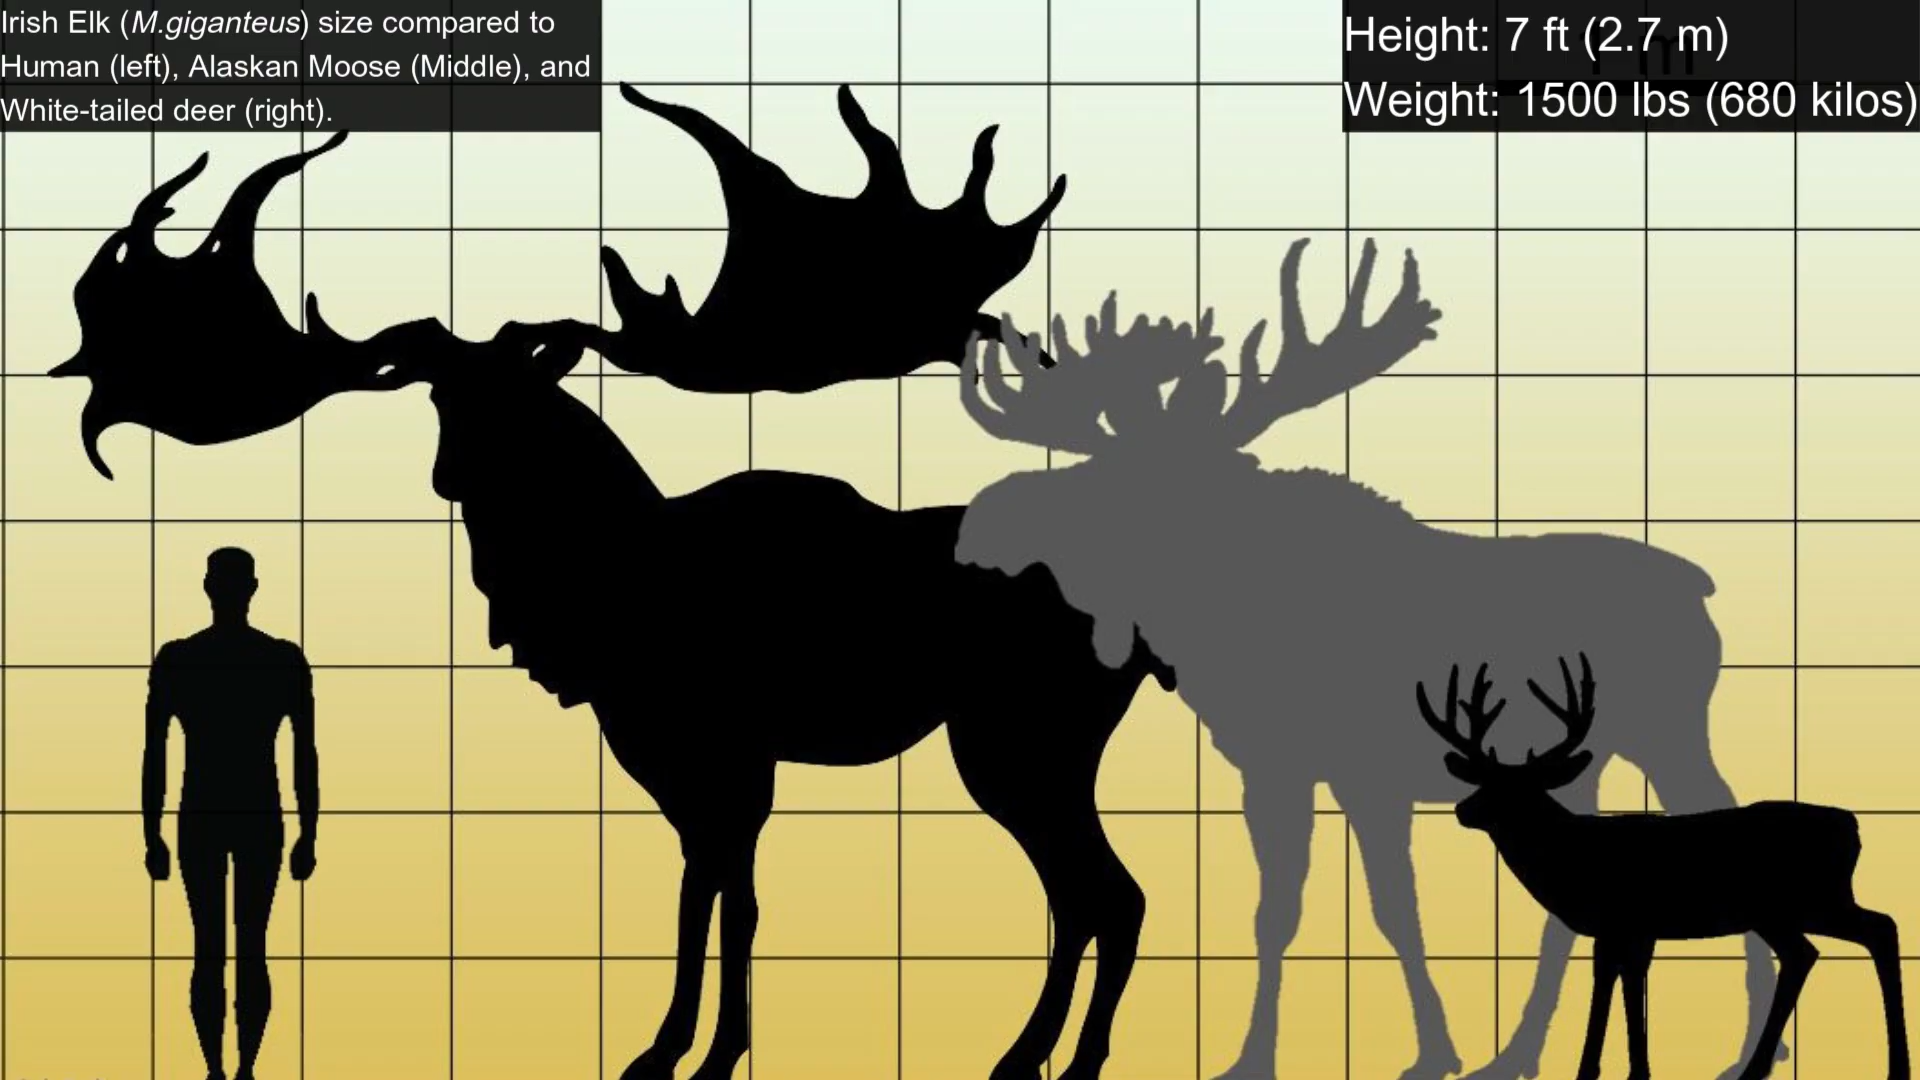 Irish Elk (M.giganteus) size compared to
Human (left), Alaskan Moose (Middle), and
White-tailed deer (right).
Height: 7 ft (2.7 m)
Weight: 1500 lbs (680 kilos)
1 m